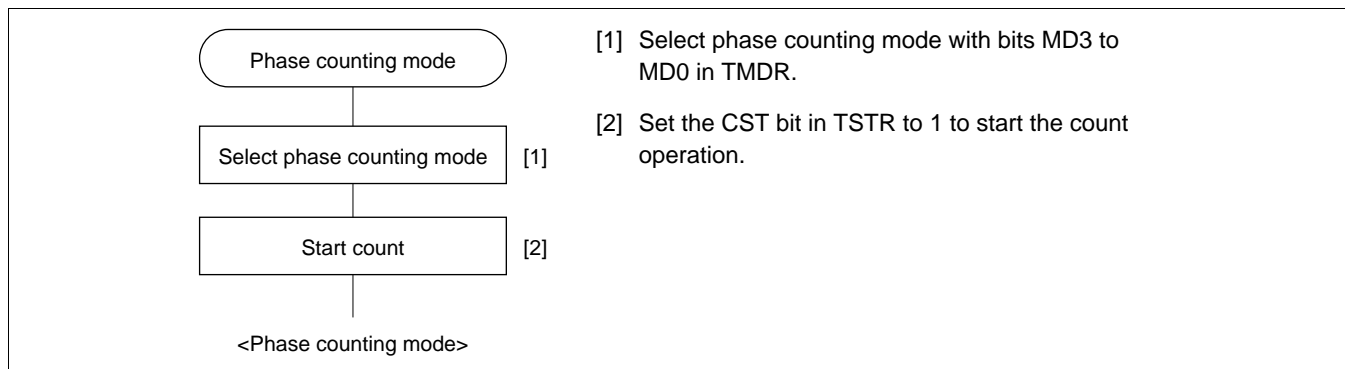 Phase counting mode
Select phase counting mode [1]
Start count [2]
<Phase counting mode>
[1] Select phase counting mode with bits MD3 to
MD0 in TMDR.
[2] Set the CST bit in TSTR to 1 to start the count
operation.